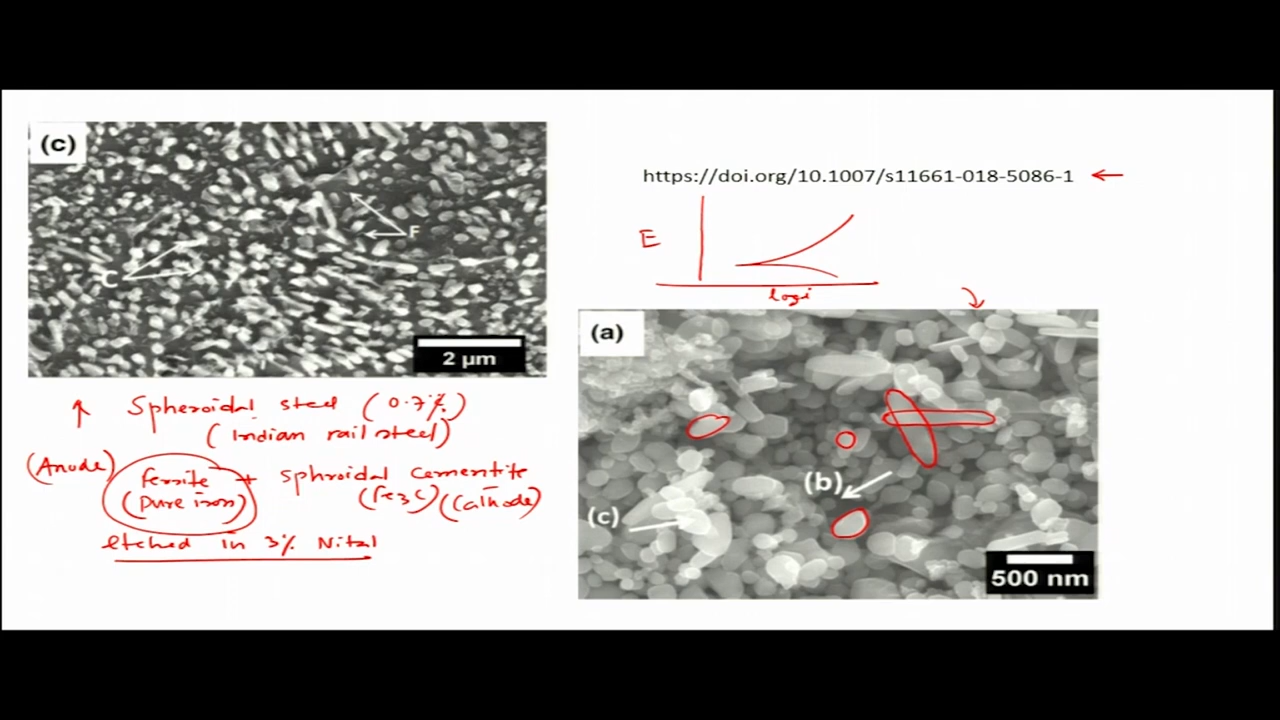 (c)
F
C
2 µm
↑ Spheroidal steel (0.7%)
(Indian rail steel)
(Anode)
ferrite + sphroidal cementite
(pure iron) (Fe3C) (Cathode)
etched in 3% Nital
https://doi.org/10.1007/s11661-018-5086-1 ←
E
log i
(a)
(b)
(c)
500 nm